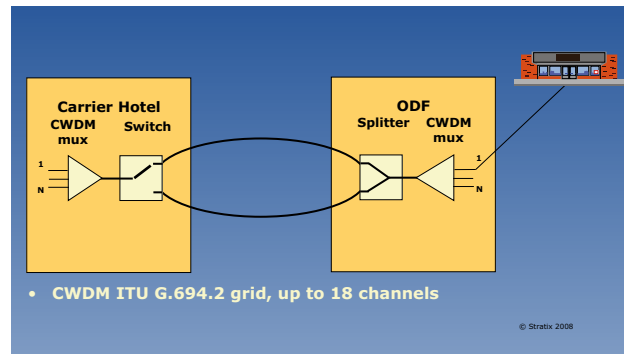 Carrier Hotel
CWDM
mux
Switch
1
N
ODF
Splitter
CWDM
mux
1
N
• CWDM ITU G.694.2 grid, up to 18 channels
© Stratix 2008